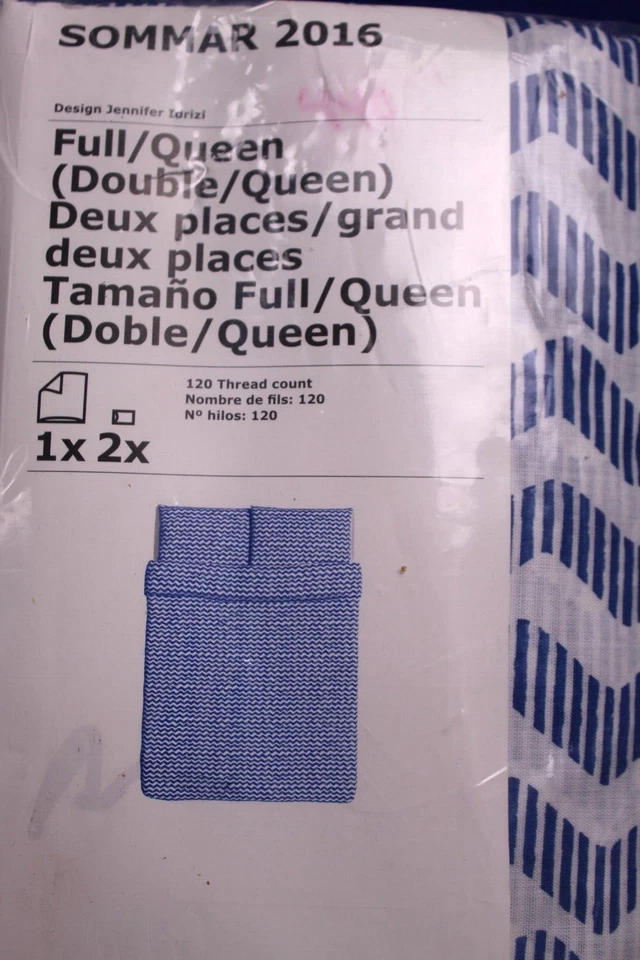 SOMMAR 2016
Design Jennifer Idrizi
Full/Queen
(Double/Queen)
Deux places/grand
deux places
Tamaño Full/Queen
(Doble/Queen)
120 Thread count
Nombre de fils: 120
Nº hilos: 120
1x 2x